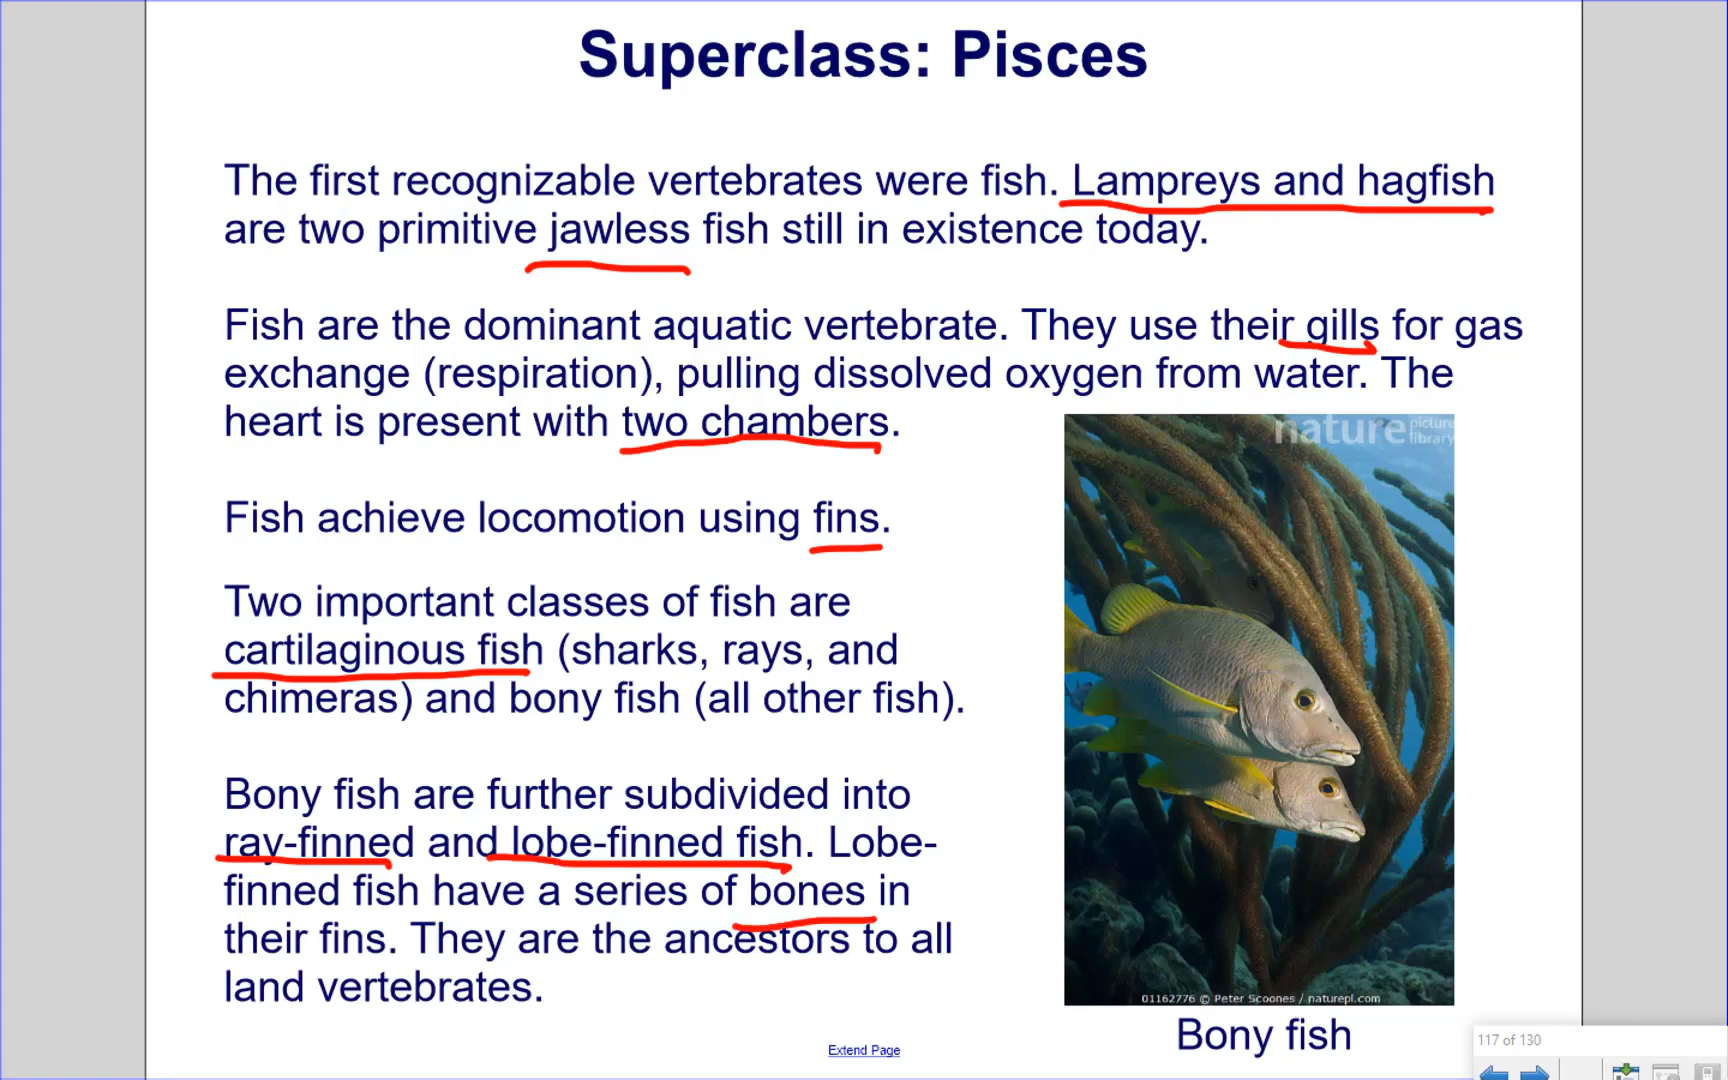 Superclass: Pisces
The first recognizable vertebrates were fish. Lampreys and hagfish
are two primitive jawless fish still in existence today.
Fish are the dominant aquatic vertebrate. They use their gills for gas
exchange (respiration), pulling dissolved oxygen from water. The
heart is present with two chambers.
Fish achieve locomotion using fins.
Two important classes of fish are
cartilaginous fish (sharks, rays, and
chimeras) and bony fish (all other fish).
Bony fish are further subdivided into
ray-finned and lobe-finned fish. Lobe-
finned fish have a series of bones in
their fins. They are the ancestors to all
land vertebrates.
nature picture
library
01162776 © Peter Scoones / naturepl.com
Bony fish
Extend Page
117 of 130